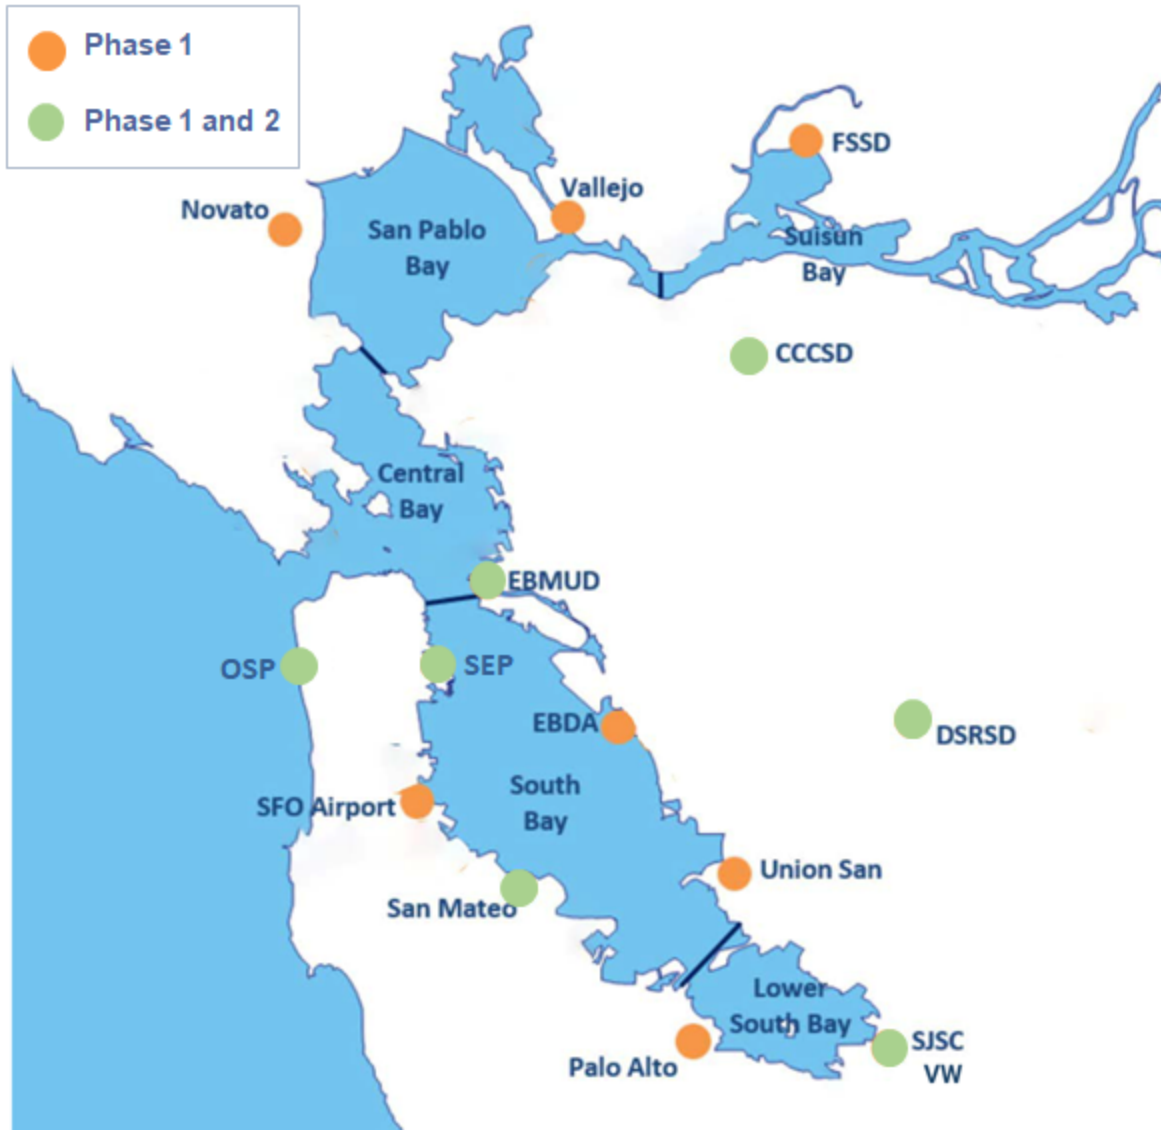 Phase 1
Phase 1 and 2
FSSD
Vallejo
Novato
San Pablo
Bay
Suisun
Bay
CCCSD
Central
Bay
EBMUD
OSP
SEP
EBDA
DSRSD
South
Bay
SFO Airport
Union San
San Mateo
Lower
South Bay
SJSC
VW
Palo Alto